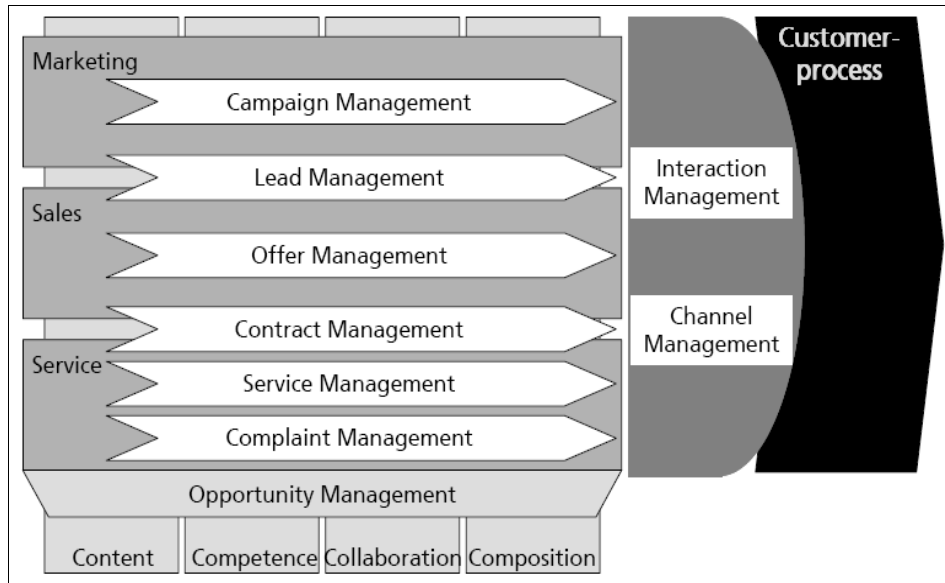 Marketing
Campaign Management
Lead Management
Sales
Offer Management
Contract Management
Service
Service Management
Complaint Management
Opportunity Management
Content
Competence
Collaboration
Composition
Interaction
Management
Channel
Management
Customer-
process